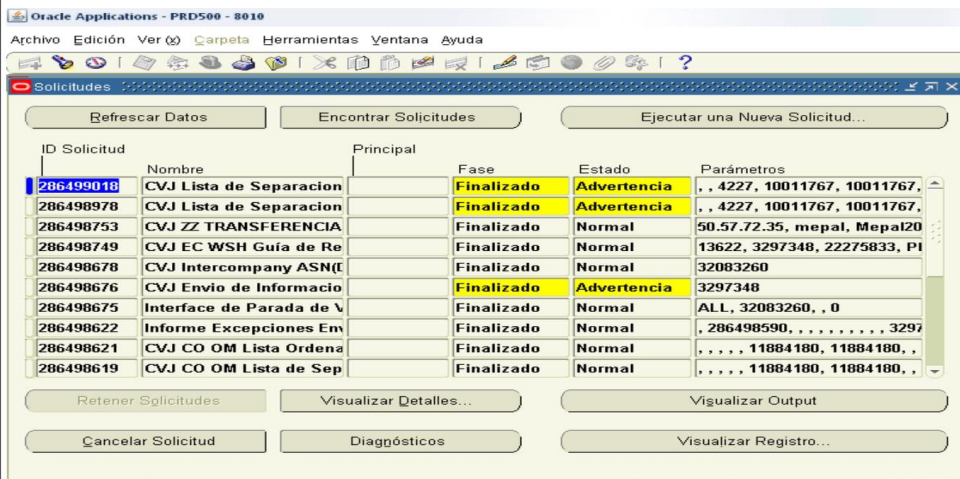 Oracle Applications - PRD500 - 8010
Archivo Edición Ver(x) Carpeta Herramientas Ventana Ayuda
Solicitudes
Refrescar Datos Encontrar Solicitudes Ejecutar una Nueva Solicitud...
ID Solicitud Principal
Nombre Fase Estado Parámetros
286499018 CVJ Lista de Separacion Finalizado Advertencia , , 4227, 10011767, 10011767,
286498978 CVJ Lista de Separacion Finalizado Advertencia , , 4227, 10011767, 10011767,
286498753 CVJ ZZ TRANSFERENCIA Finalizado Normal 50.57.72.35, mepal, Mepal20
286498749 CVJ EC WSH Guía de Re Finalizado Normal 13622, 3297348, 22275833, Pl
286498678 CVJ Intercompany ASN(D Finalizado Normal 32083260
286498676 CVJ Envio de Informacio Finalizado Advertencia 3297348
286498675 Interface de Parada de V Finalizado Normal ALL, 32083260, , 0
286498622 Informe Excepciones Env Finalizado Normal , 286498590, , , , , , , , , 3297
286498621 CVJ CO OM Lista Ordena Finalizado Normal , , , , , 11884180, 11884180, ,
286498619 CVJ CO OM Lista de Sep Finalizado Normal , , , , , 11884180, 11884180, ,
Retener Solicitudes Visualizar Detalles... Visualizar Output
Cancelar Solicitud Diagnósticos Visualizar Registro...